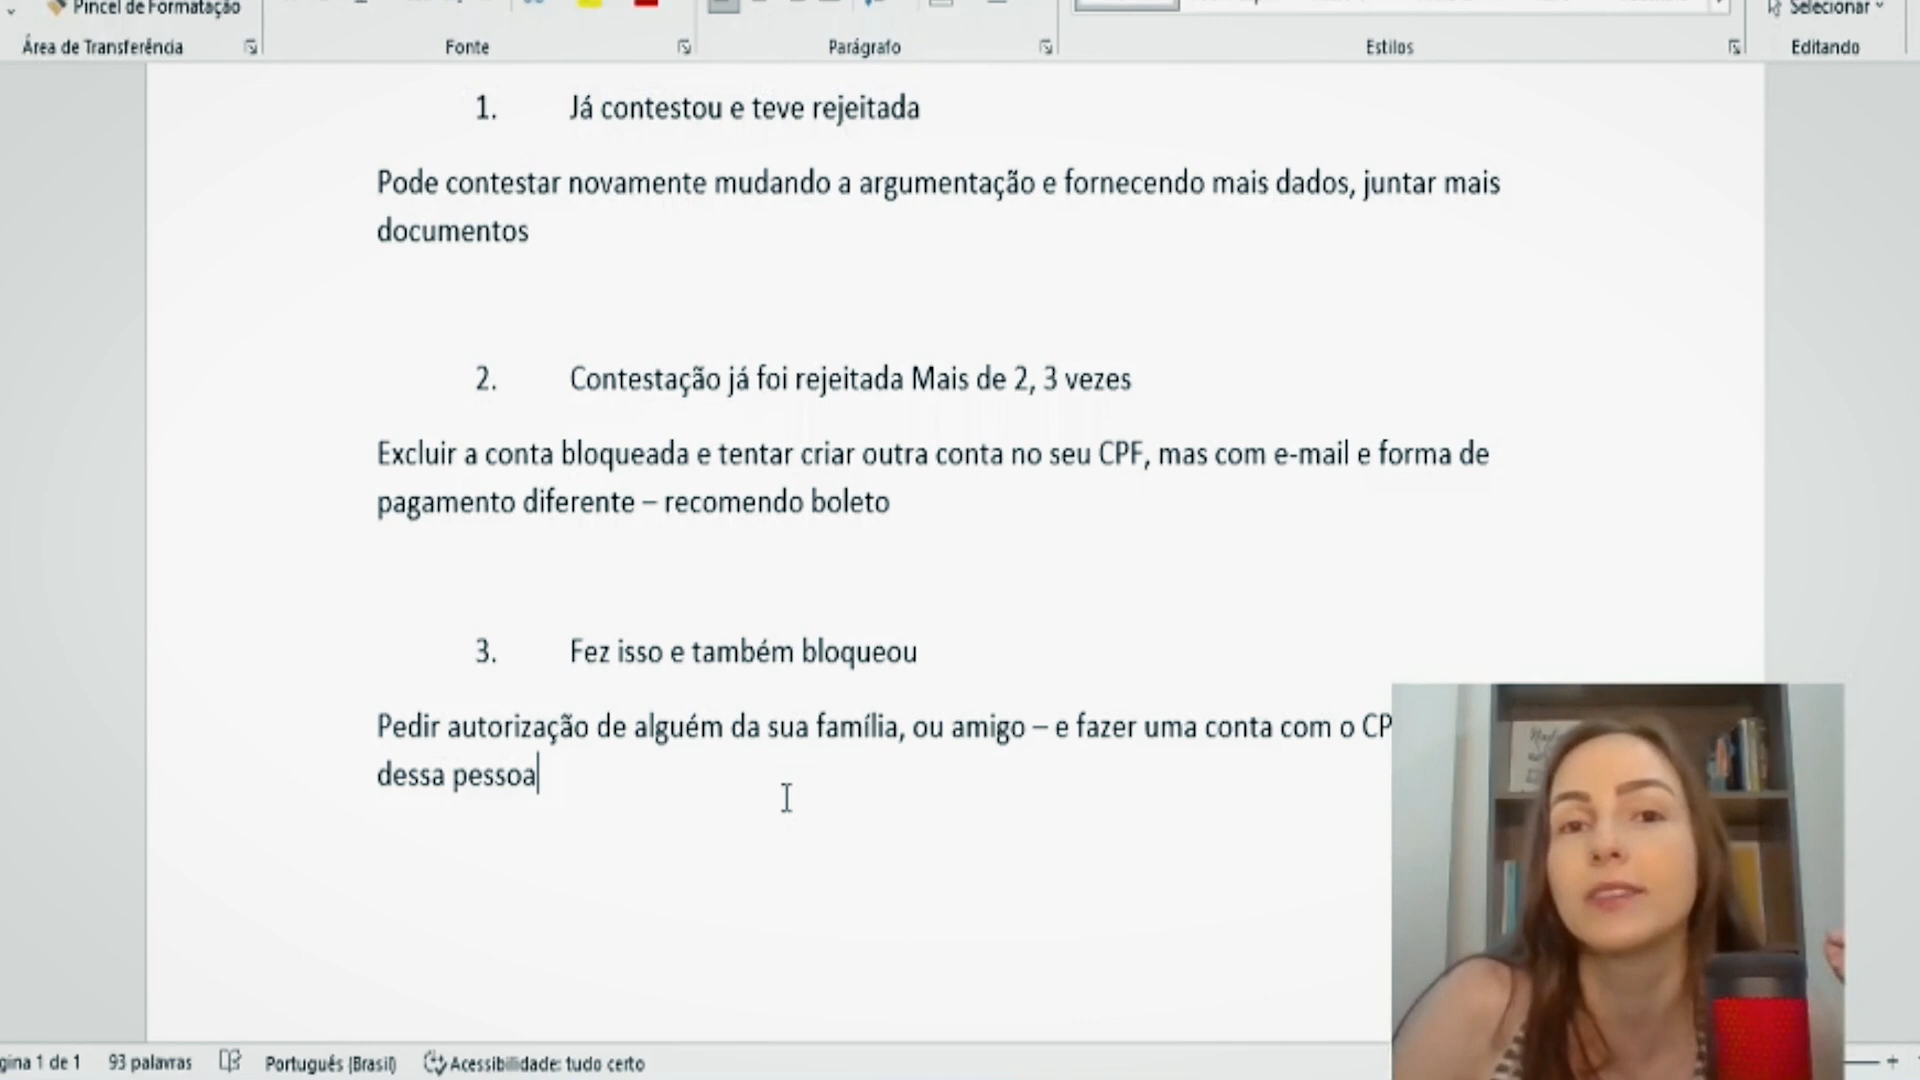 Pincel de Formatação
Selecionar
Área de Transferência
Fonte
Parágrafo
Estilos
Editando
1. Já contestou e teve rejeitada
Pode contestar novamente mudando a argumentação e fornecendo mais dados, juntar mais
documentos
2. Contestação já foi rejeitada Mais de 2, 3 vezes
Excluir a conta bloqueada e tentar criar outra conta no seu CPF, mas com e-mail e forma de
pagamento diferente – recomendo boleto
3. Fez isso e também bloqueou
Pedir autorização de alguém da sua família, ou amigo – e fazer uma conta com o CP
dessa pessoa
gina 1 de 1
93 palavras
Português (Brasil)
Acessibilidade: tudo certo